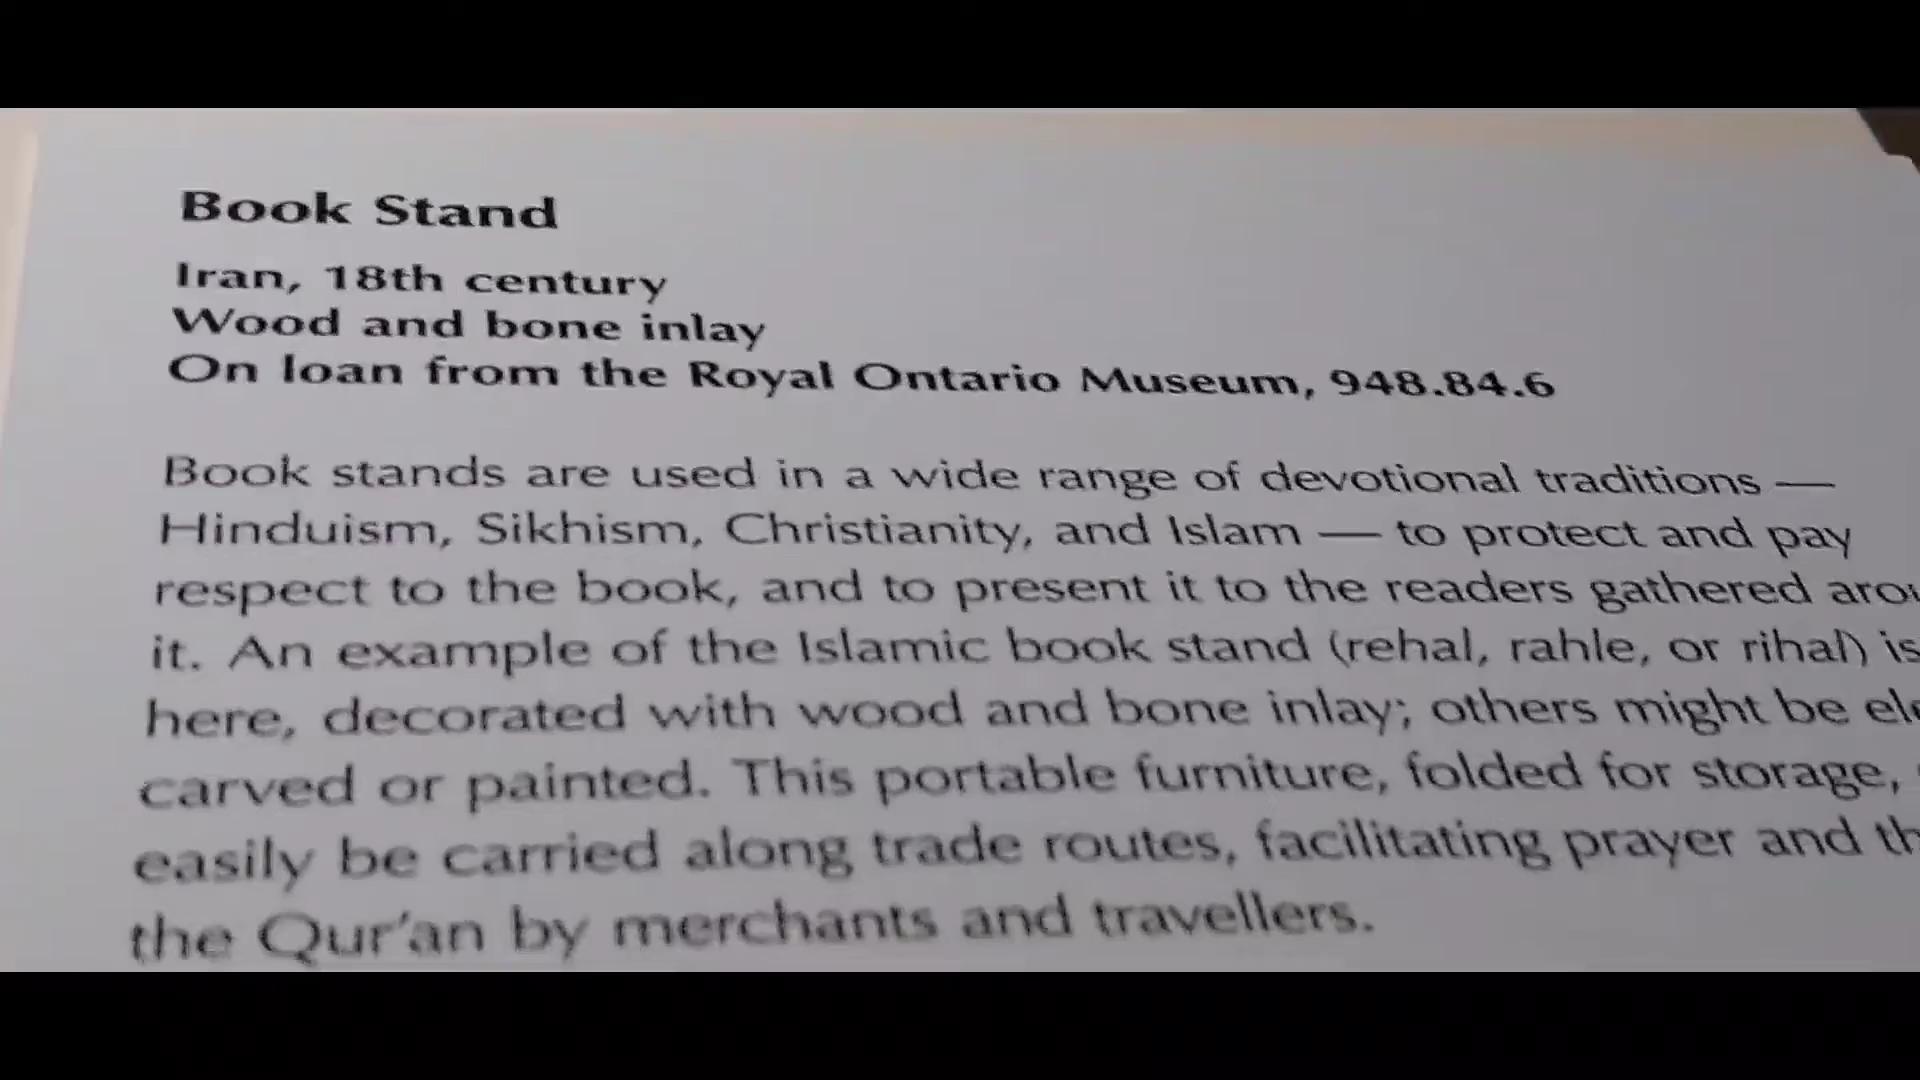 Book Stand
Iran, 18th century
Wood and bone inlay
On loan from the Royal Ontario Museum, 948.84.6
Book stands are used in a wide range of devotional traditions —
Hinduism, Sikhism, Christianity, and Islam — to protect and pay
respect to the book, and to present it to the readers gathered
it. An example of the Islamic book stand (rehal, rahle, or rihal) is
here, decorated with wood and bone inlay; others might be
carved or painted. This portable furniture, folded for storage,
easily be carried along trade routes, facilitating prayer and
the Qur'an by merchants and travellers.